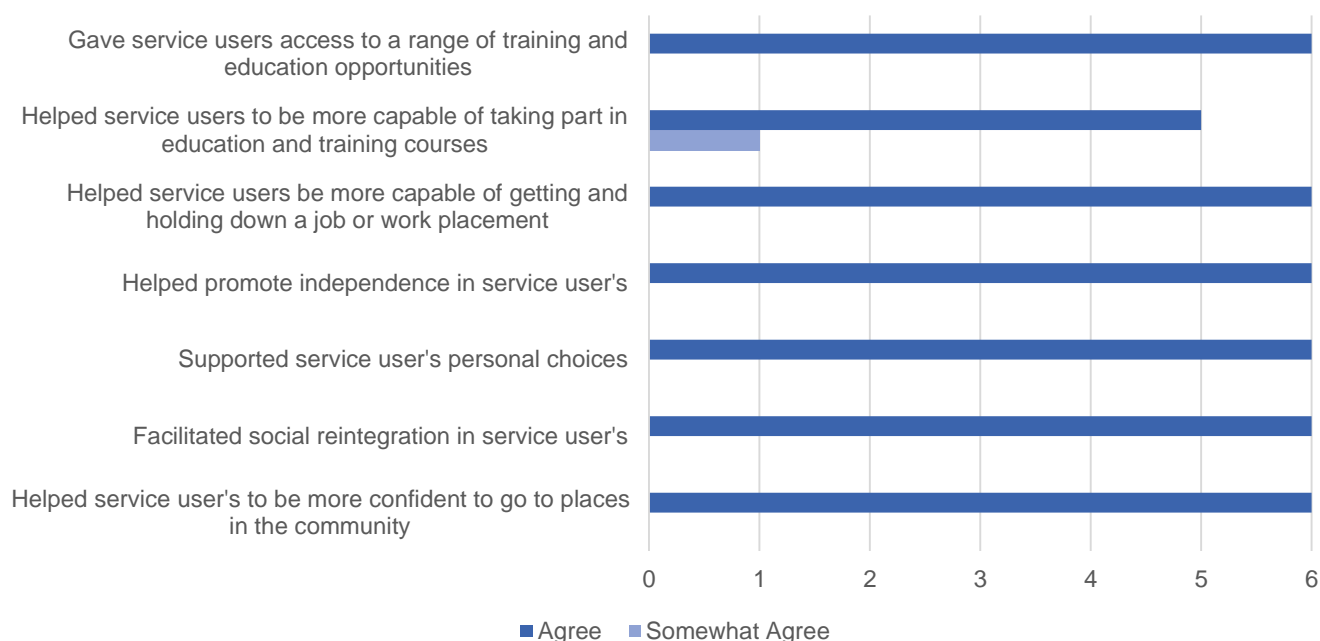 Gave service users access to a range of training and
education opportunities
Helped service users to be more capable of taking part in
education and training courses
Helped service users be more capable of getting and
holding down a job or work placement
Helped promote independence in service user's
Supported service user's personal choices
Facilitated social reintegration in service user's
Helped service user's to be more confident to go to places
in the community
0 1 2 3 4 5 6
Agree Somewhat Agree